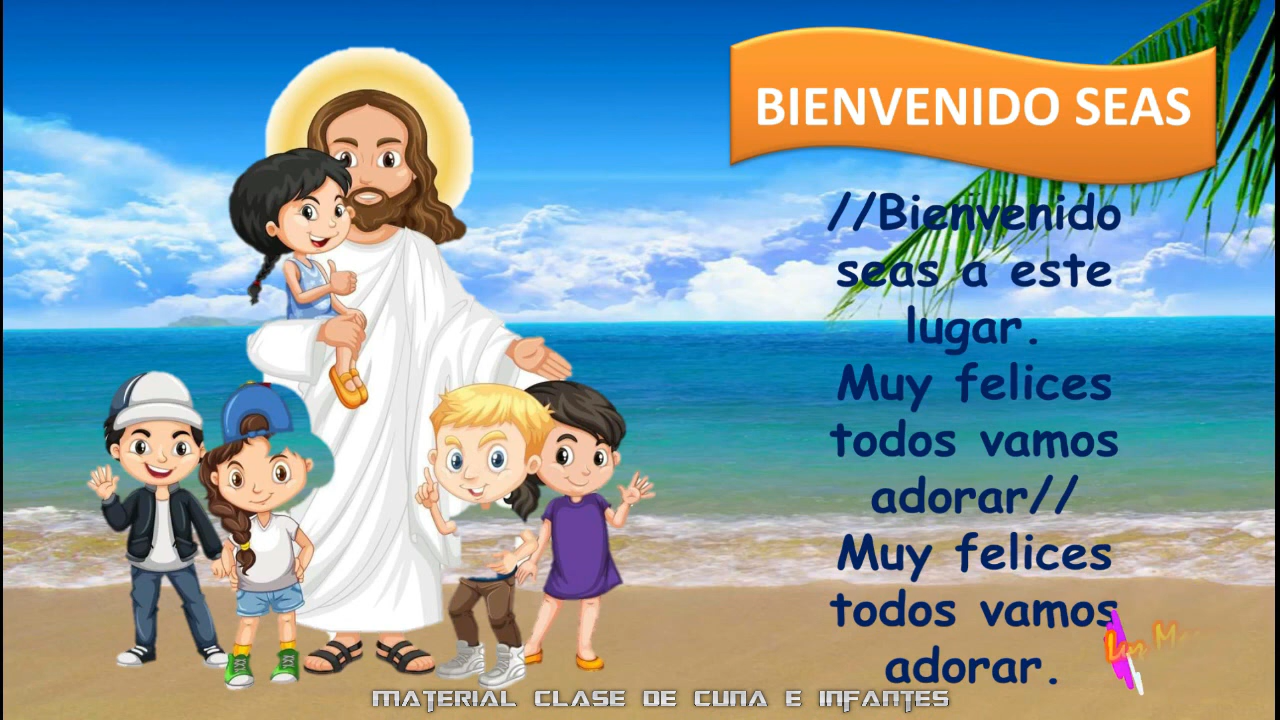 BIENVENIDO SEAS
//Bienvenido
seas a este
lugar.
Muy felices
todos vamos
adorar//
Muy felices
todos vamos
adorar.
MATERIAL CLASE DE CUNA E INFANTES